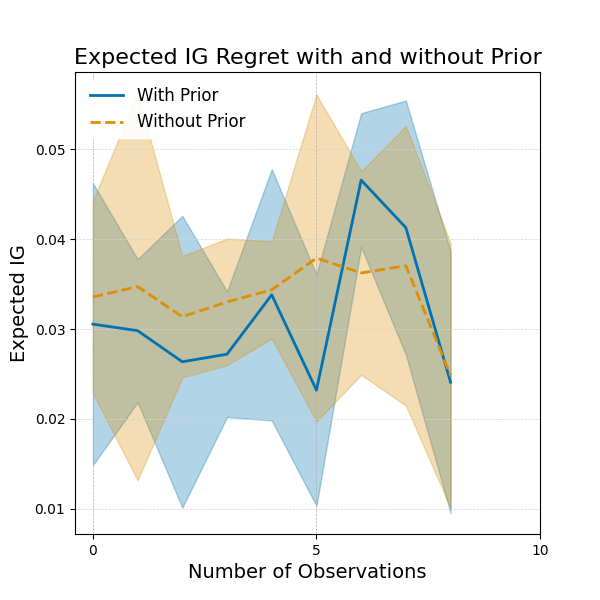 Expected IG Regret with and without Prior
With Prior
Without Prior
0.05
0.04
0.03
0.02
0.01
Expected IG
0 5 10
Number of Observations